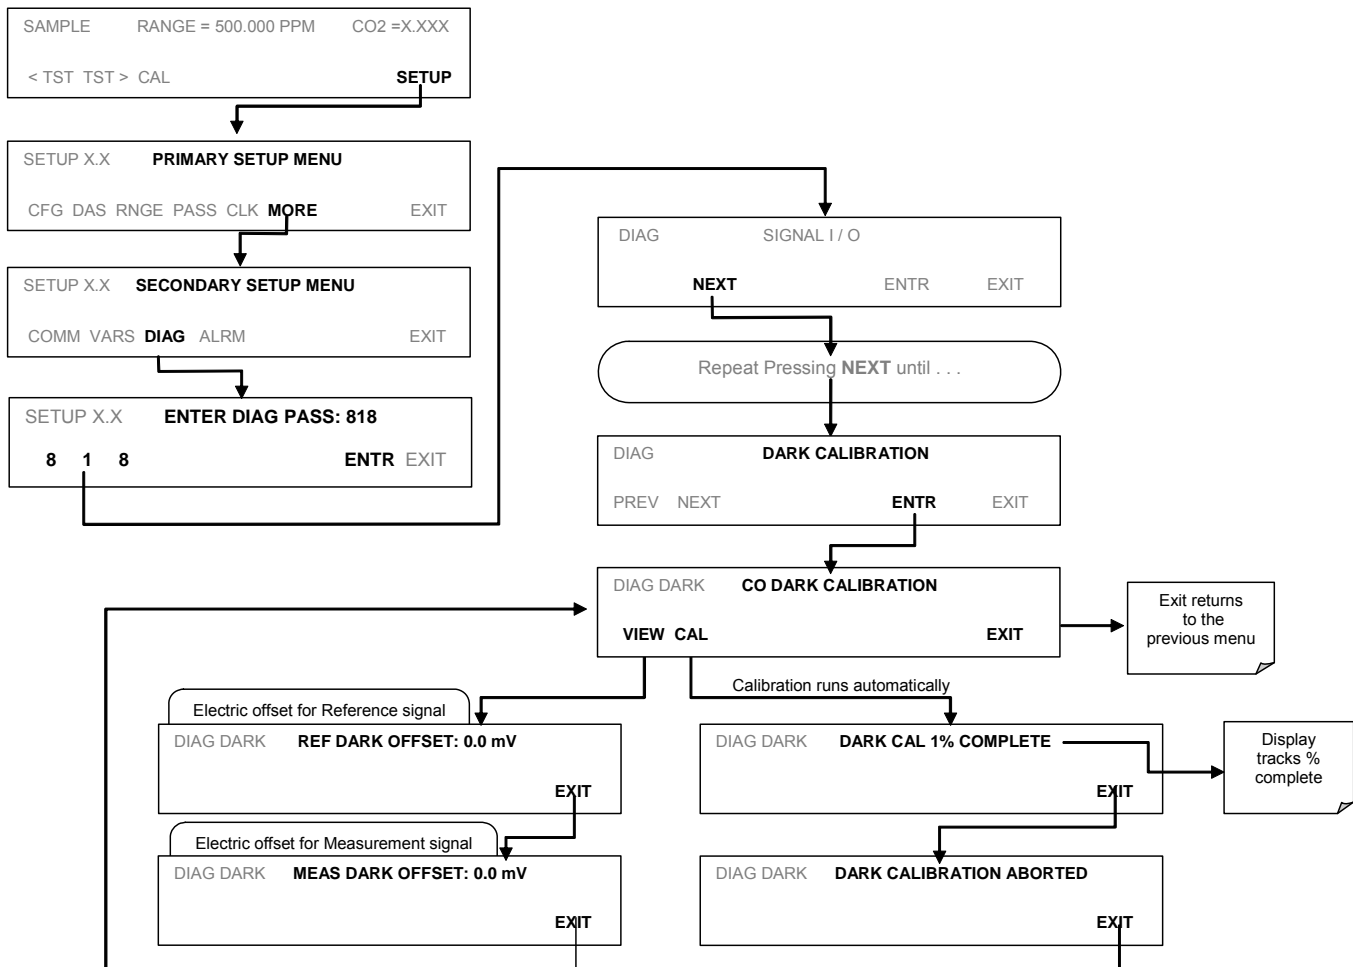 SAMPLE RANGE = 500.000 PPM CO2 =X.XXX
< TST TST > CAL SETUP
SETUP X.X PRIMARY SETUP MENU
CFG DAS RNGE PASS CLK MORE EXIT
SETUP X.X SECONDARY SETUP MENU
COMM VARS DIAG ALRM EXIT
SETUP X.X ENTER DIAG PASS: 818
8 1 8 ENTR EXIT
DIAG SIGNAL I / O
NEXT ENTR EXIT
Repeat Pressing NEXT until . . .
DIAG DARK CALIBRATION
PREV NEXT ENTR EXIT
DIAG DARK CO DARK CALIBRATION
VIEW CAL EXIT
Exit returns
to the
previous menu
Calibration runs automatically
Electric offset for Reference signal
DIAG DARK REF DARK OFFSET: 0.0 mV
EXIT
DIAG DARK DARK CAL 1% COMPLETE
EXIT
Display
tracks %
complete
Electric offset for Measurement signal
DIAG DARK MEAS DARK OFFSET: 0.0 mV
EXIT
DIAG DARK DARK CALIBRATION ABORTED
EXIT